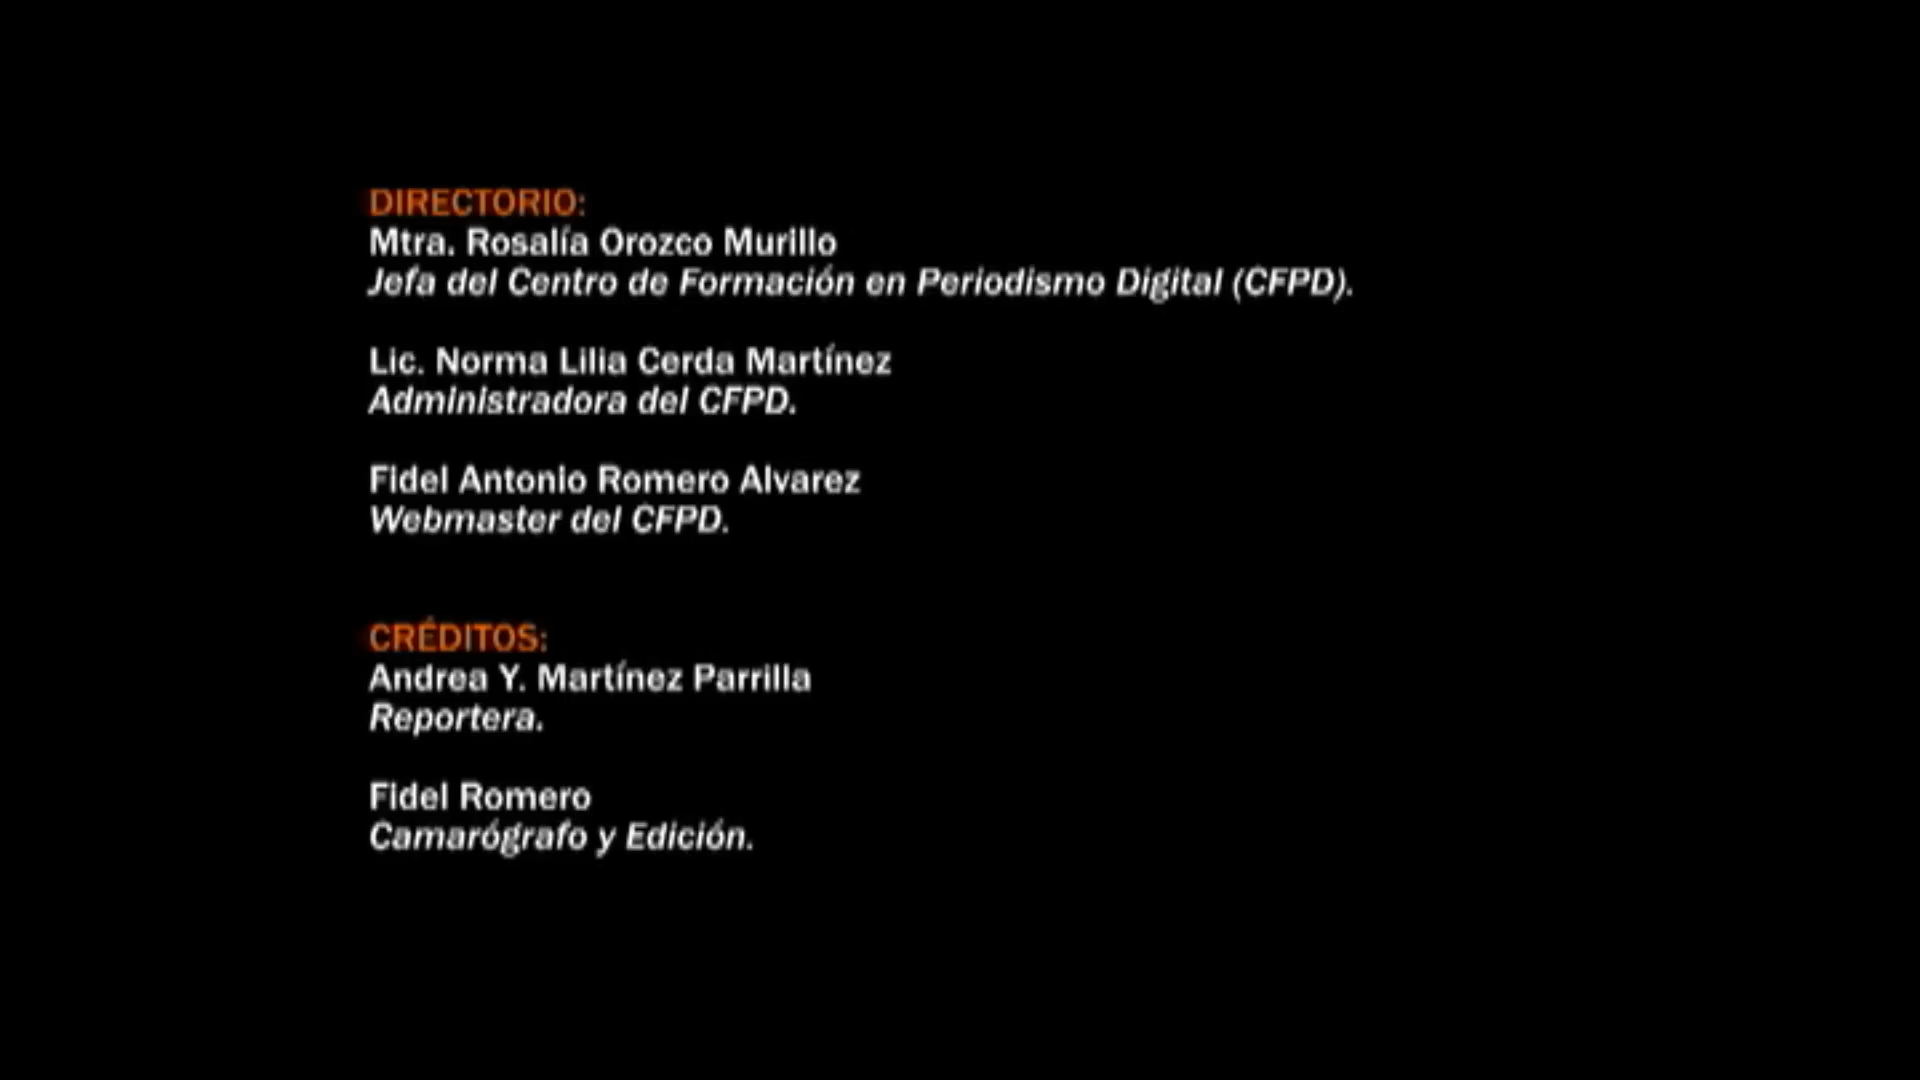 DIRECTORIO:
Mtra. Rosalía Orozco Murillo
Jefa del Centro de Formación en Periodismo Digital (CFPD).
Lic. Norma Lilia Cerda Martínez
Administradora del CFPD.
Fidel Antonio Romero Alvarez
Webmaster del CFPD.
CRÉDITOS:
Andrea Y. Martínez Parrilla
Reportera.
Fidel Romero
Camarógrafo y Edición.